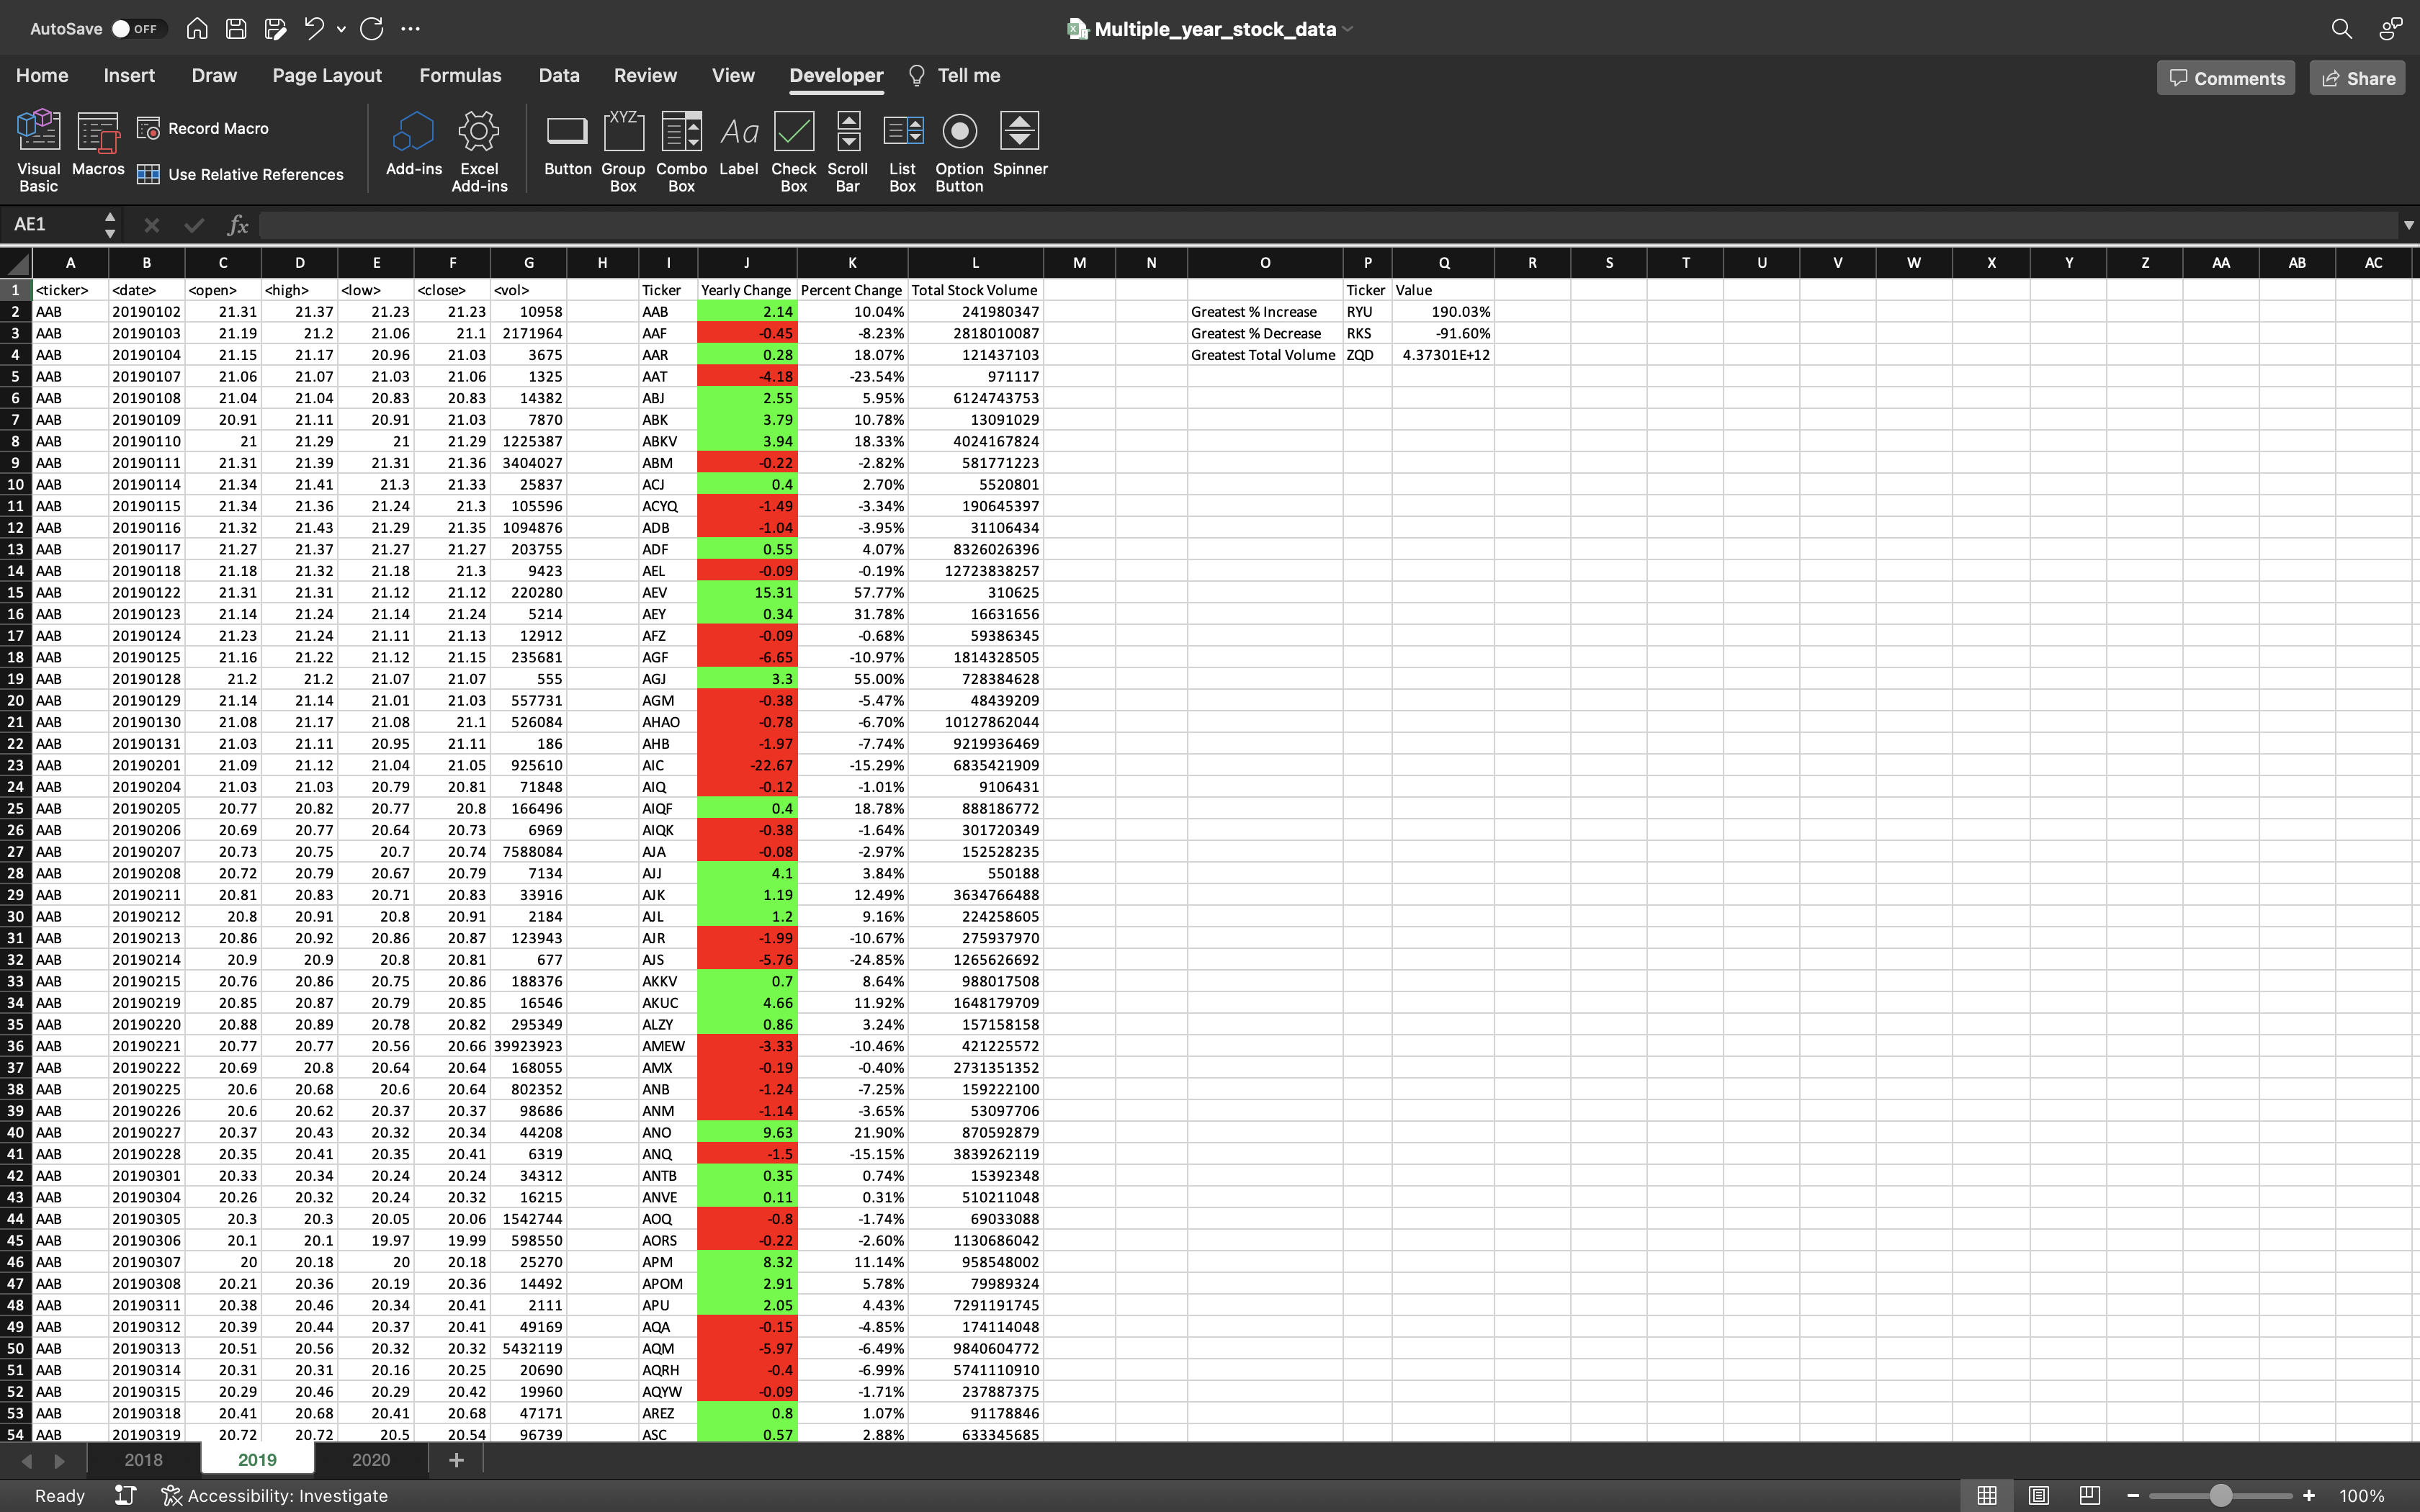 AutoSave OFF Multiple_year_stock_data
Home Insert Draw Page Layout Formulas Data Review View Developer Tell me Comments Share
Visual Basic Macros Record Macro Use Relative References Add-ins Excel Add-ins Button Group Box XYZ Combo Box Aa Label Check Box Scroll Bar List Box Option Button Spinner
AE1 fx
A B C D E F G H I J K L M N O P Q R S T U V W X Y Z AA AB AC
1 <ticker> <date> <open> <high> <low> <close> <vol> Ticker Yearly Change Percent Change Total Stock Volume Ticker Value
2 AAB 20190102 21.31 21.37 21.23 21.23 10958 AAB 2.14 10.04% 241980347 Greatest % Increase RYU 190.03%
3 AAB 20190103 21.19 21.2 21.06 21.1 2171964 AAF -0.45 -8.23% 2818010087 Greatest % Decrease RKS -91.60%
4 AAB 20190104 21.15 21.17 20.96 21.03 3675 AAR 0.28 18.07% 121437103 Greatest Total Volume ZQD 4.37301E+12
5 AAB 20190107 21.06 21.07 21.03 21.06 1325 AAT -4.18 -23.54% 971117
6 AAB 20190108 21.04 21.04 20.83 20.83 14382 ABJ 2.55 5.95% 6124743753
7 AAB 20190109 20.91 21.11 20.91 21.03 7870 ABK 3.79 10.78% 13091029
8 AAB 20190110 21 21.29 21 21.29 1225387 ABKV 3.94 18.33% 4024167824
9 AAB 20190111 21.31 21.39 21.31 21.36 3404027 ABM -0.22 -2.82% 581771223
10 AAB 20190114 21.34 21.41 21.3 21.33 25837 ACJ 0.4 2.70% 5520801
11 AAB 20190115 21.34 21.36 21.24 21.3 105596 ACYQ -1.49 -3.34% 190645397
12 AAB 20190116 21.32 21.43 21.29 21.35 1094876 ADB -1.04 -3.95% 31106434
13 AAB 20190117 21.27 21.37 21.27 21.27 203755 ADF 0.55 4.07% 8326026396
14 AAB 20190118 21.18 21.32 21.18 21.3 9423 AEL -0.09 -0.19% 12723838257
15 AAB 20190122 21.31 21.31 21.12 21.12 220280 AEV 15.31 57.77% 310625
16 AAB 20190123 21.14 21.24 21.14 21.24 5214 AEY 0.34 31.78% 16631656
17 AAB 20190124 21.23 21.24 21.11 21.13 12912 AFZ -0.09 -0.68% 59386345
18 AAB 20190125 21.16 21.22 21.12 21.15 235681 AGF -6.65 -10.97% 1814328505
19 AAB 20190128 21.2 21.2 21.07 21.07 555 AGJ 3.3 55.00% 728384628
20 AAB 20190129 21.14 21.14 21.01 21.03 557731 AGM -0.38 -5.47% 48439209
21 AAB 20190130 21.08 21.17 21.08 21.1 526084 AHAO -0.78 -6.70% 10127862044
22 AAB 20190131 21.03 21.11 20.95 21.11 186 AHB -1.97 -7.74% 9219936469
23 AAB 20190201 21.09 21.12 21.04 21.05 925610 AIC -22.67 -15.29% 6835421909
24 AAB 20190204 21.03 21.03 20.79 20.81 71848 AIQ -0.12 -1.01% 9106431
25 AAB 20190205 20.77 20.82 20.77 20.8 166496 AIQF 0.4 18.78% 888186772
26 AAB 20190206 20.69 20.77 20.64 20.73 6969 AIQK -0.38 -1.64% 301720349
27 AAB 20190207 20.73 20.75 20.7 20.74 7588084 AJA -0.08 -2.97% 152528235
28 AAB 20190208 20.72 20.79 20.67 20.79 7134 AJJ 4.1 3.84% 550188
29 AAB 20190211 20.81 20.83 20.71 20.83 33916 AJK 1.19 12.49% 3634766488
30 AAB 20190212 20.8 20.91 20.8 20.91 2184 AJL 1.2 9.16% 224258605
31 AAB 20190213 20.86 20.92 20.86 20.87 123943 AJR -1.99 -10.67% 275937970
32 AAB 20190214 20.9 20.9 20.8 20.81 677 AJS -5.76 -24.85% 1265626692
33 AAB 20190215 20.76 20.86 20.75 20.86 188376 AKKV 0.7 8.64% 988017508
34 AAB 20190219 20.85 20.87 20.79 20.85 16546 AKUC 4.66 11.92% 1648179709
35 AAB 20190220 20.88 20.89 20.78 20.82 295349 ALZY 0.86 3.24% 157158158
36 AAB 20190221 20.77 20.77 20.56 20.66 39923923 AMEW -3.33 -10.46% 421225572
37 AAB 20190222 20.69 20.8 20.64 20.64 168055 AMX -0.19 -0.40% 2731351352
38 AAB 20190225 20.6 20.68 20.6 20.64 802352 ANB -1.24 -7.25% 159222100
39 AAB 20190226 20.6 20.62 20.37 20.37 98686 ANM -1.14 -3.65% 53097706
40 AAB 20190227 20.37 20.43 20.32 20.34 44208 ANO 9.63 21.90% 870592879
41 AAB 20190228 20.35 20.41 20.35 20.41 6319 ANQ -1.5 -15.15% 3839262119
42 AAB 20190301 20.33 20.34 20.24 20.24 34312 ANTB 0.35 0.74% 15392348
43 AAB 20190304 20.26 20.32 20.24 20.32 16215 ANVE 0.11 0.31% 510211048
44 AAB 20190305 20.3 20.3 20.05 20.06 1542744 AOQ -0.8 -1.74% 69033088
45 AAB 20190306 20.1 20.1 19.97 19.99 598550 AORS -0.22 -2.60% 1130686042
46 AAB 20190307 20 20.18 20 20.18 25270 APM 8.32 11.14% 958548002
47 AAB 20190308 20.21 20.36 20.19 20.36 14492 APOM 2.91 5.78% 79989324
48 AAB 20190311 20.38 20.46 20.34 20.41 2111 APU 2.05 4.43% 7291191745
49 AAB 20190312 20.39 20.44 20.37 20.41 49169 AQA -0.15 -4.85% 174114048
50 AAB 20190313 20.51 20.56 20.32 20.32 5432119 AQM -5.97 -6.49% 9840604772
51 AAB 20190314 20.31 20.31 20.16 20.25 20690 AQRH -0.4 -6.99% 5741110910
52 AAB 20190315 20.29 20.46 20.29 20.42 19960 AQYW -0.09 -1.71% 237887375
53 AAB 20190318 20.41 20.68 20.41 20.68 47171 AREZ 0.8 1.07% 91178846
54 AAB 20190319 20.72 20.72 20.5 20.54 96739 ASC 0.57 2.88% 633345685
2018 2019 2020 +
Ready Accessibility: Investigate 100%